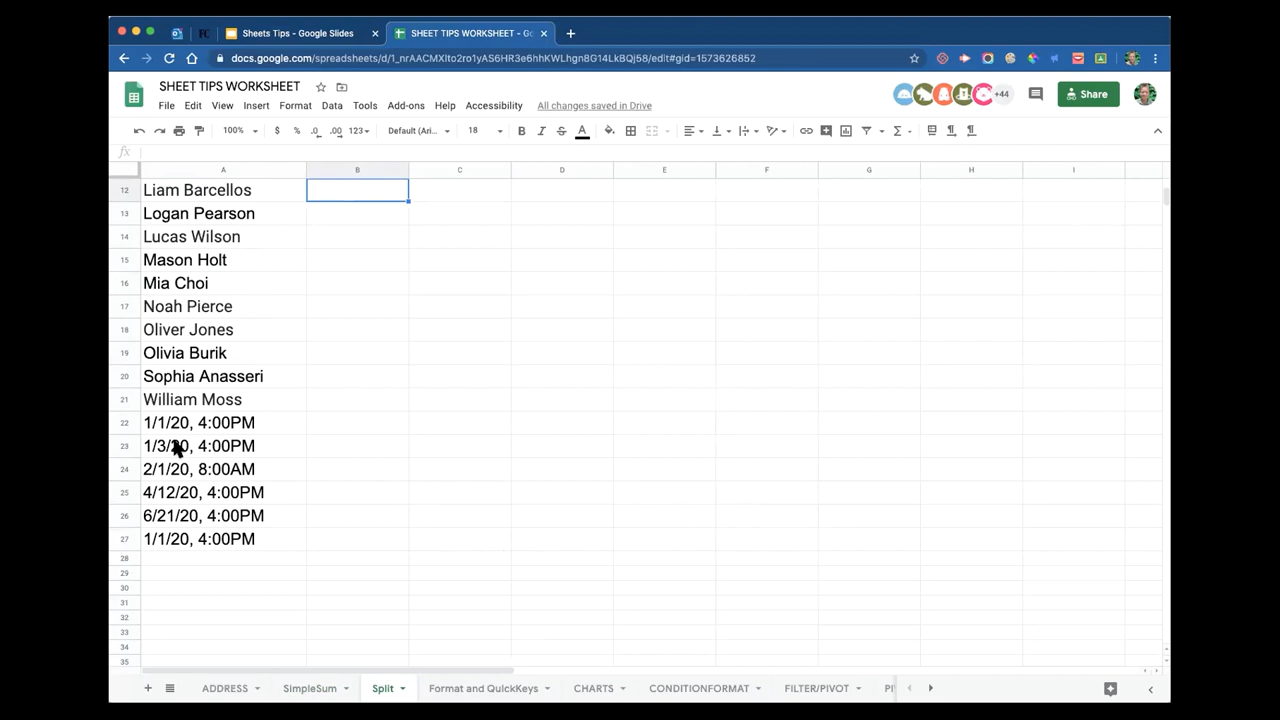 Sheets Tips - Google Slides
SHEET TIPS WORKSHEET - Go
docs.google.com/spreadsheets/d/1_nrAACMXIto2ro1yAS6HR3e6hhKWLhgn8G14LkBQj58/edit#gid=1573626852
SHEET TIPS WORKSHEET
+44
Share
File Edit View Insert Format Data Tools Add-ons Help Accessibility All changes saved in Drive
100% $ % .0 .00 123 Default (Ari... 18 B I S A
fx
A B C D E F G H I
12 Liam Barcellos
13 Logan Pearson
14 Lucas Wilson
15 Mason Holt
16 Mia Choi
17 Noah Pierce
18 Oliver Jones
19 Olivia Burik
20 Sophia Anasseri
21 William Moss
22 1/1/20, 4:00PM
23 1/3/20, 4:00PM
24 2/1/20, 8:00AM
25 4/12/20, 4:00PM
26 6/21/20, 4:00PM
27 1/1/20, 4:00PM
28
29
30
31
32
33
34
35
ADDRESS SimpleSum Split Format and QuickKeys CHARTS CONDITIONFORMAT FILTER/PIVOT